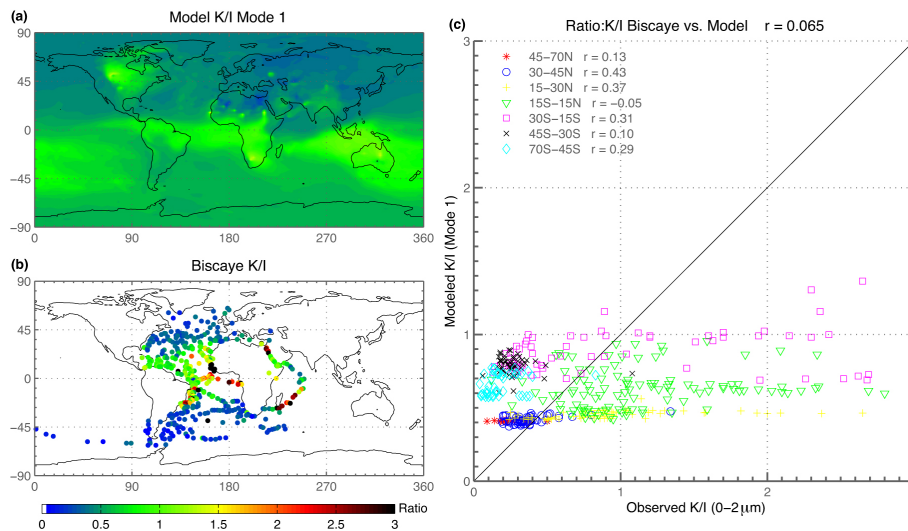 (a)
Model K/I Mode 1
90
45
0
−45
−90
0
90
180
270
360
(b)
Biscaye K/I
90
45
0
−45
−90
0
90
180
270
360
Ratio
0
0.5
1
1.5
2
2.5
3
(c)
Ratio:K/I Biscaye vs. Model r = 0.065
3
2
1
0
Modeled K/I (Mode 1)
45−70N r = 0.13
30−45N r = 0.43
15−30N r = 0.37
15S−15N r = −0.05
30S−15S r = 0.31
45S−30S r = 0.10
70S−45S r = 0.29
0
1
2
Observed K/I (0−2μm)